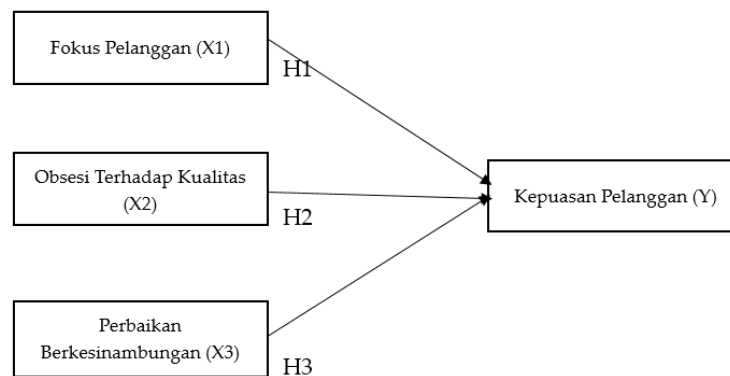 Fokus Pelanggan (X1)
H1
Obsesi Terhadap Kualitas
(X2)
H2
Kepuasan Pelanggan (Y)
Perbaikan
Berkesinambungan (X3)
H3